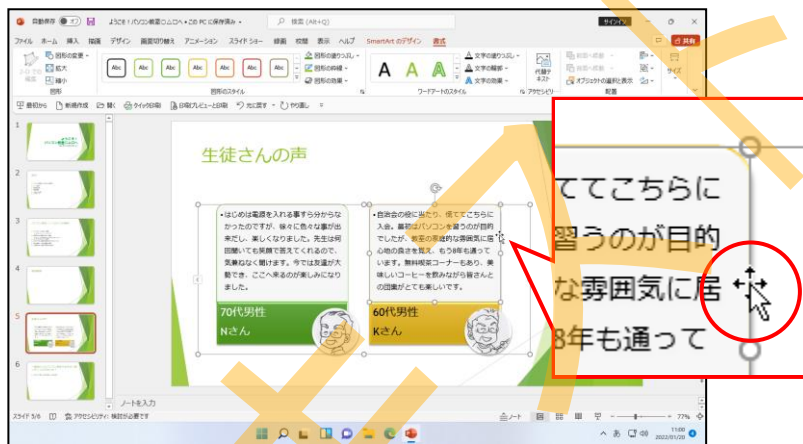 自動保存 オフ
ようこそ！パソコン教室〇△□へ • この PC に保存済み
検索 (Alt+Q)
サインイン
ファイル ホーム 挿入 描画 デザイン 画面切り替え アニメーション スライド ショー 録画 校閲 表示 ヘルプ SmartArt のデザイン 書式
共有
図形の変更
拡大
縮小
図形
Abc Abc Abc Abc Abc Abc
図形の塗りつぶし
図形の枠線
図形の効果
図形のスタイル
A A A
文字の塗りつぶし
文字の輪郭
文字の効果
ワードアートのスタイル
代替テキスト
アクセシビリ…
オブジェクトの選択と表示
配置
サイズ
最初から 新規作成 開く クイック印刷 印刷プレビューと印刷 元に戻す やり直し
1
2
3
4
5
6
生徒さんの声
•はじめは電源を入れる事すら分からな
かったのですが、徐々に色々な事が出
来だし、楽しくなりました。先生は何
回聞いても笑顔で答えてくれるので、
気兼ねなく聞けます。今では友達が大
勢でき、ここへ来るのが楽しみになり
ました。
70代男性
Nさん
•自治会の役に当たり、慌ててこちらに
入会。最初はパソコンを習うのが目的
でしたが、教室の家庭的な雰囲気に居
心地の良さを覚え、もう8年も通って
います。無料喫茶コーナーもあり、美
味しいコーヒーを飲みながら皆さんと
の団欒がとても楽しいです。
60代男性
Kさん
ててこちらに
習うのが目的
な雰囲気に居
8年も通って
ノートを入力
スライド 5/6
アクセシビリティ: 検討が必要です
ノート
77%
あ
11:00
2022/01/20